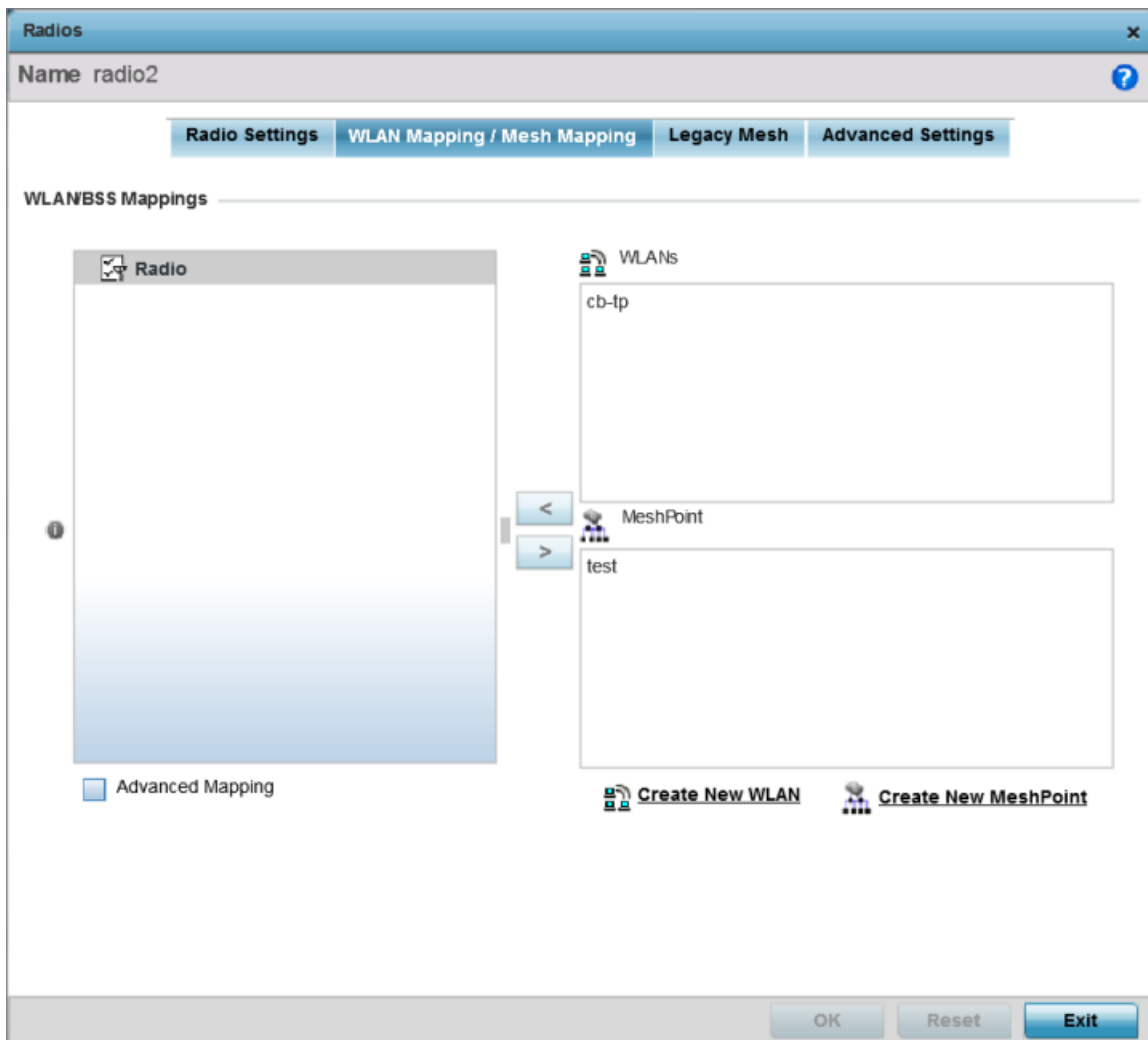 Radios
Name radio2
Radio Settings WLAN Mapping / Mesh Mapping Legacy Mesh Advanced Settings
WLAN/BSS Mappings
Radio
WLANs
cb-tp
<
>
MeshPoint
test
Advanced Mapping
Create New WLAN Create New MeshPoint
OK Reset Exit